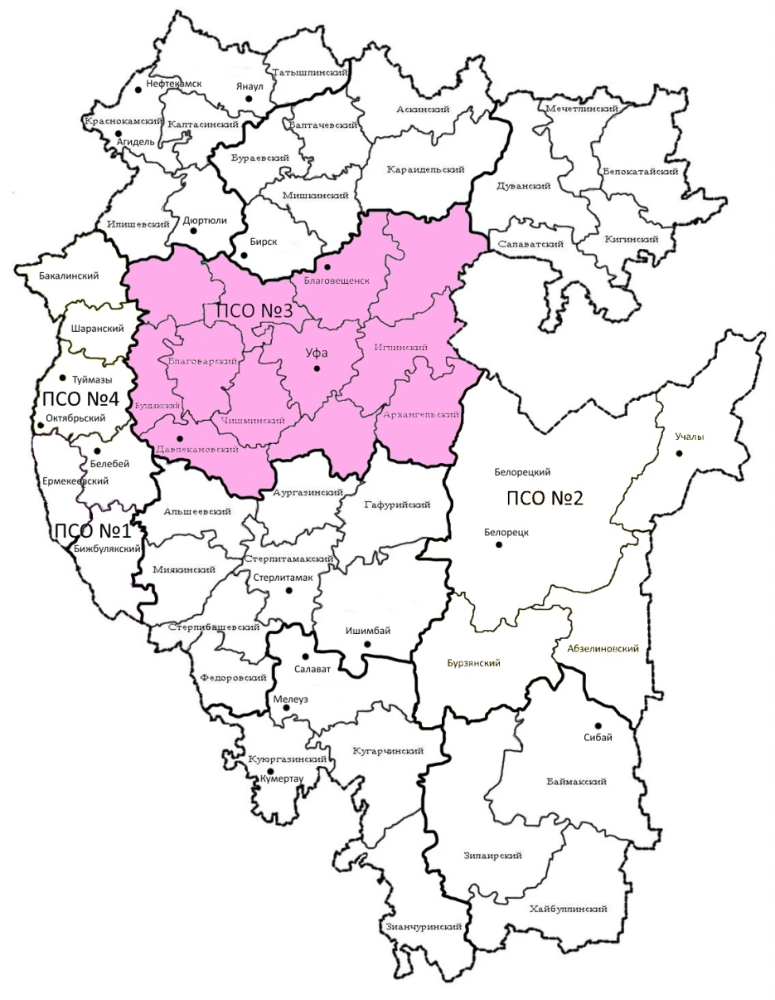 Татышлинский
Нефтекамск
Янаул
Аскинский
Мечетлинский
Краснокамский
Калтасинский
Балтачевский
Агидель
Бураевский
Караидельский
Белокатайский
Дуванский
Мишкинский
Илишевский
Дюртюли
Салаватский
Кигинский
Бирск
Бакалинский
Благовещенск
ПСО №3
Шаранский
Иглинский
Уфа
Благоварский
Туймазы
ПСО №4
Буздякский
Октябрьский
Чишминский
Архангельский
Учалы
Давлекановский
Белебей
Ермекеевский
Белорецкий
Аургазинский
ПСО №2
Гафурийский
Альшеевский
ПСО №1
Белорецк
Бижбулякский
Стерлитамакский
Миякинский
Стерлитамак
Стерлибашевский
Ишимбай
Абзелиновский
Бурзянский
Салават
Федоровский
Мелеуз
Сибай
Кугарчинский
Куюргазинский
Кумертау
Баймакский
Зилаирский
Хайбуллинский
Зианчуринский